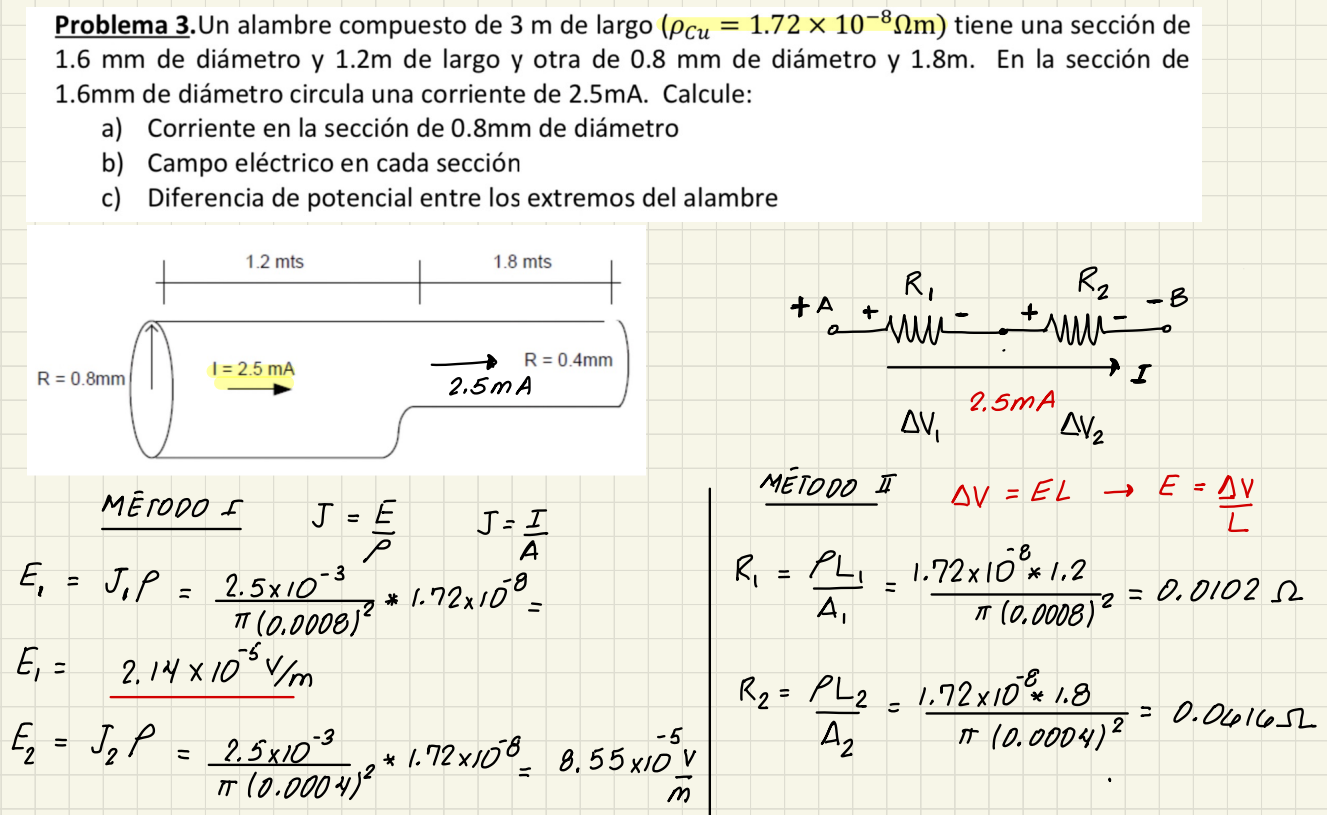 Problema 3.Un alambre compuesto de 3 m de largo (ρCu = 1.72 × 10⁻⁸Ωm) tiene una sección de
1.6 mm de diámetro y 1.2m de largo y otra de 0.8 mm de diámetro y 1.8m. En la sección de
1.6mm de diámetro circula una corriente de 2.5mA. Calcule:
a) Corriente en la sección de 0.8mm de diámetro
b) Campo eléctrico en cada sección
c) Diferencia de potencial entre los extremos del alambre
1.2 mts 1.8 mts
R = 0.8mm
I = 2.5 mA
R = 0.4mm
2.5mA
R₁ R₂
+A + - + - -B
I
2.5mA
ΔV₁ ΔV₂
MÉTODO I J = E/ρ J = I/A
E₁ = J₁ρ = 2.5x10⁻³/π(0.0008)² * 1.72x10⁻⁸ =
E₁ = 2.14 x 10⁻⁵ V/m
E₂ = J₂ρ = 2.5x10⁻³/π(0.0004)² * 1.72x10⁻⁸ = 8.55x10⁻⁵ V/m
MÉTODO II ΔV = EL → E = ΔV/L
R₁ = ρL₁/A₁ = 1.72x10⁻⁸ * 1.2/π(0.0008)² = 0.0102 Ω
R₂ = ρL₂/A₂ = 1.72x10⁻⁸ * 1.8/π(0.0004)² = 0.0616Ω